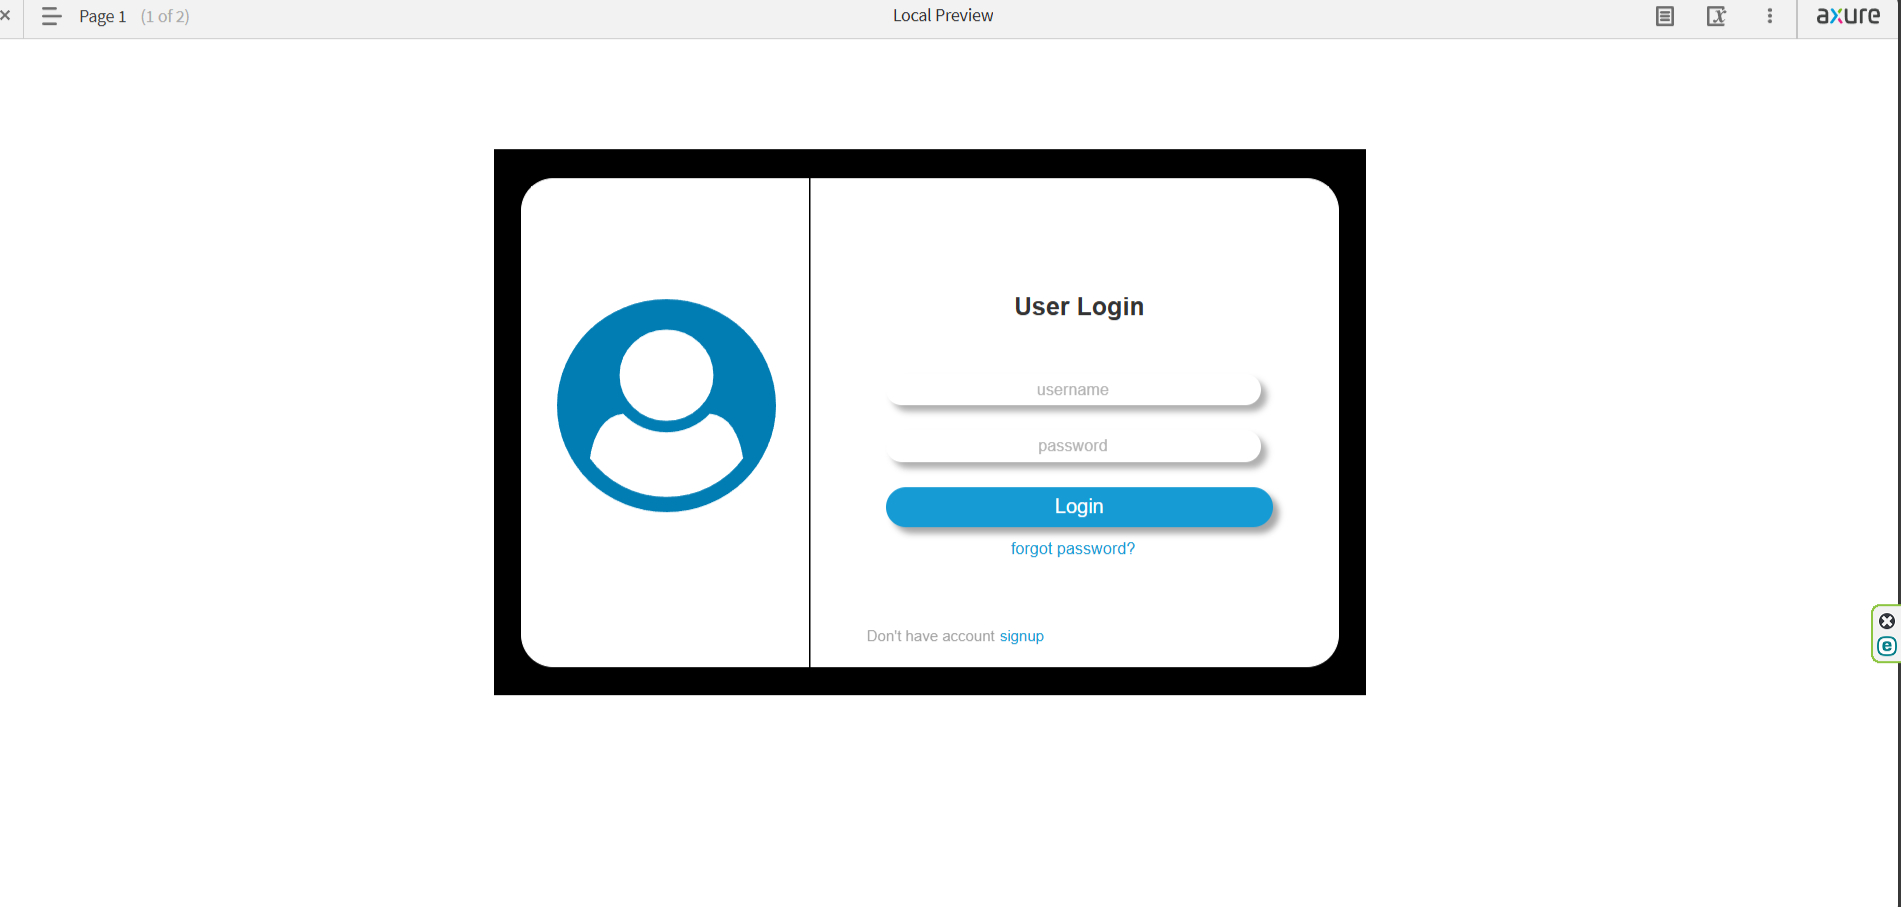 Page 1 (1 of 2)
Local Preview
axure
User Login
username
password
Login
forgot password?
Don't have account signup